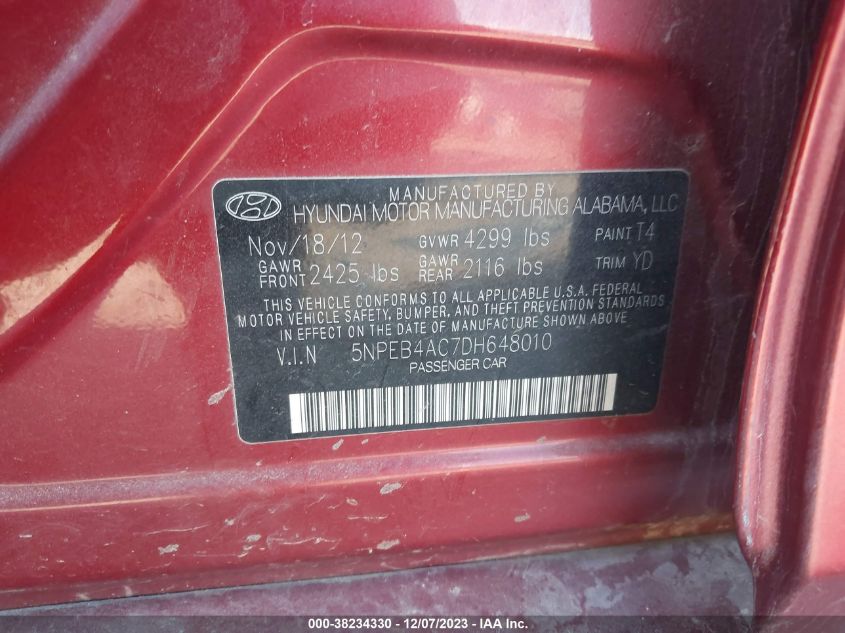 MANUFACTURED BY
HYUNDAI MOTOR MANUFACTURING ALABAMA, LLC
Nov/18/12 GVWR 4299 lbs PAINT T4
GAWR FRONT 2425 lbs GAWR REAR 2116 lbs TRIM YD
THIS VEHICLE CONFORMS TO ALL APPLICABLE U.S.A. FEDERAL
MOTOR VEHICLE SAFETY, BUMPER, AND THEFT PREVENTION STANDARDS
IN EFFECT ON THE DATE OF MANUFACTURE SHOWN ABOVE.
V.I.N 5NPEB4AC7DH648010
PASSENGER CAR
000-38234330 - 12/07/2023 - IAA Inc.